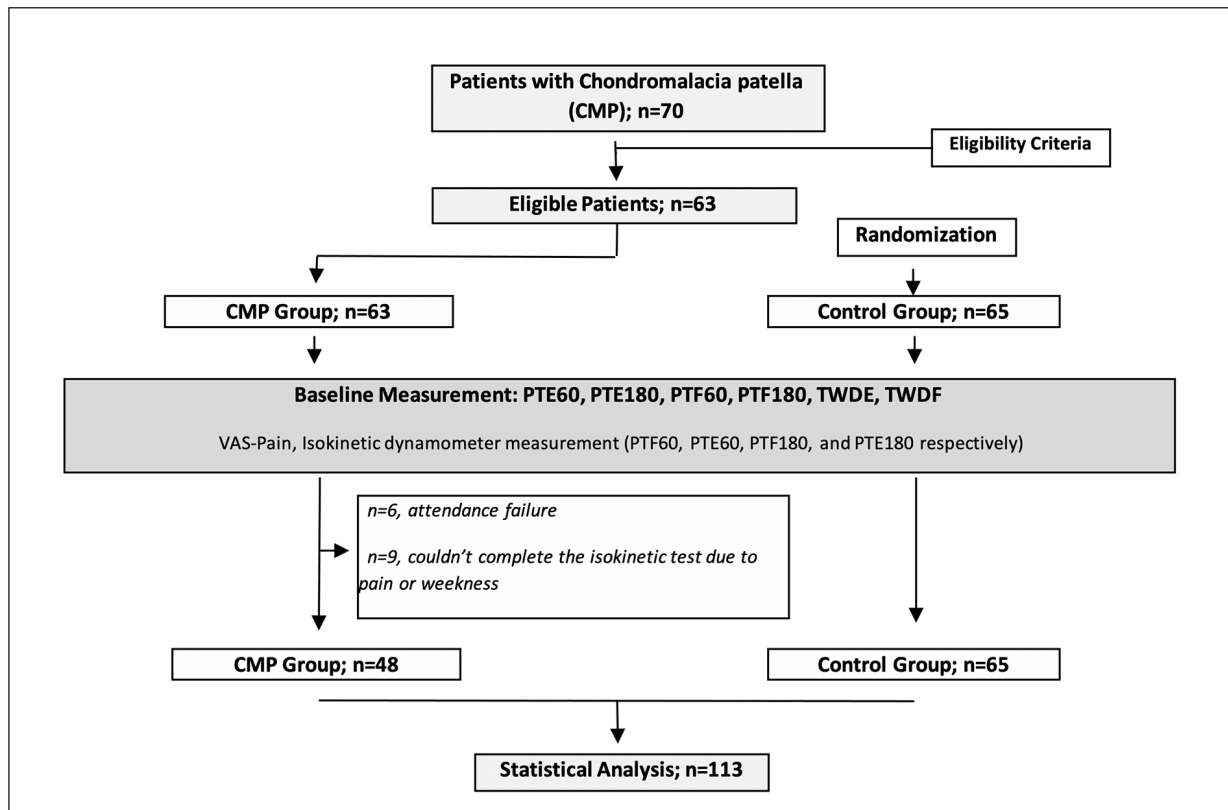 Patients with Chondromalacia patella
(CMP); n=70
Eligibility Criteria
Eligible Patients; n=63
Randomization
CMP Group; n=63
Control Group; n=65
Baseline Measurement: PTE60, PTE180, PTF60, PTF180, TWDE, TWDF
VAS-Pain, Isokinetic dynamometer measurement (PTF60, PTE60, PTF180, and PTE180 respectively)
n=6, attendance failure
n=9, couldn’t complete the isokinetic test due to
pain or weekness
CMP Group; n=48
Control Group; n=65
Statistical Analysis; n=113